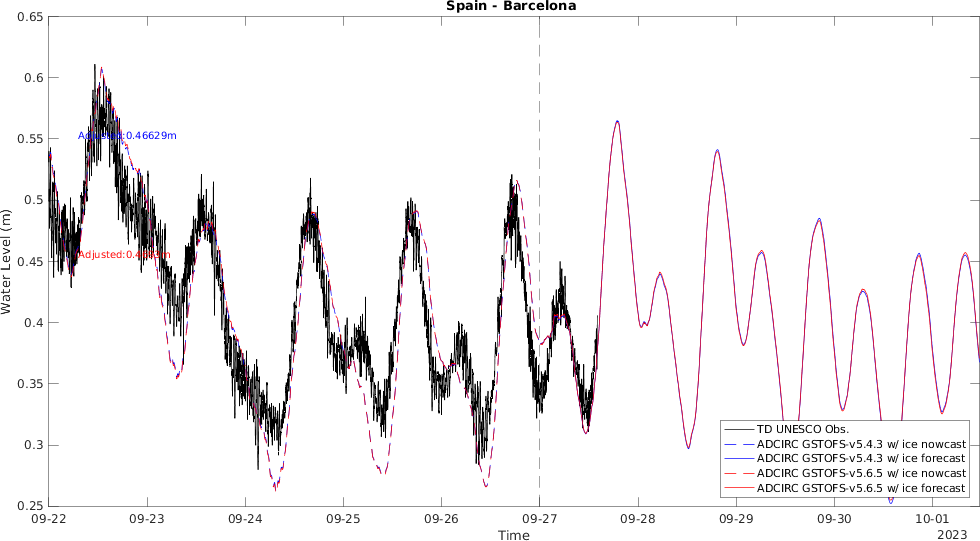 Spain - Barcelona
0.65
0.6
0.55
0.5
0.45
0.4
0.35
0.3
0.25
Water Level (m)
Adjusted:0.46629m
TD UNESCO Obs.
ADCIRC GSTOFS-v5.4.3 w/ ice nowcast
ADCIRC GSTOFS-v5.4.3 w/ ice forecast
ADCIRC GSTOFS-v5.6.5 w/ ice nowcast
ADCIRC GSTOFS-v5.6.5 w/ ice forecast
09-22 09-23 09-24 09-25 09-26 09-27 09-28 09-29 09-30 10-01
Time
2023